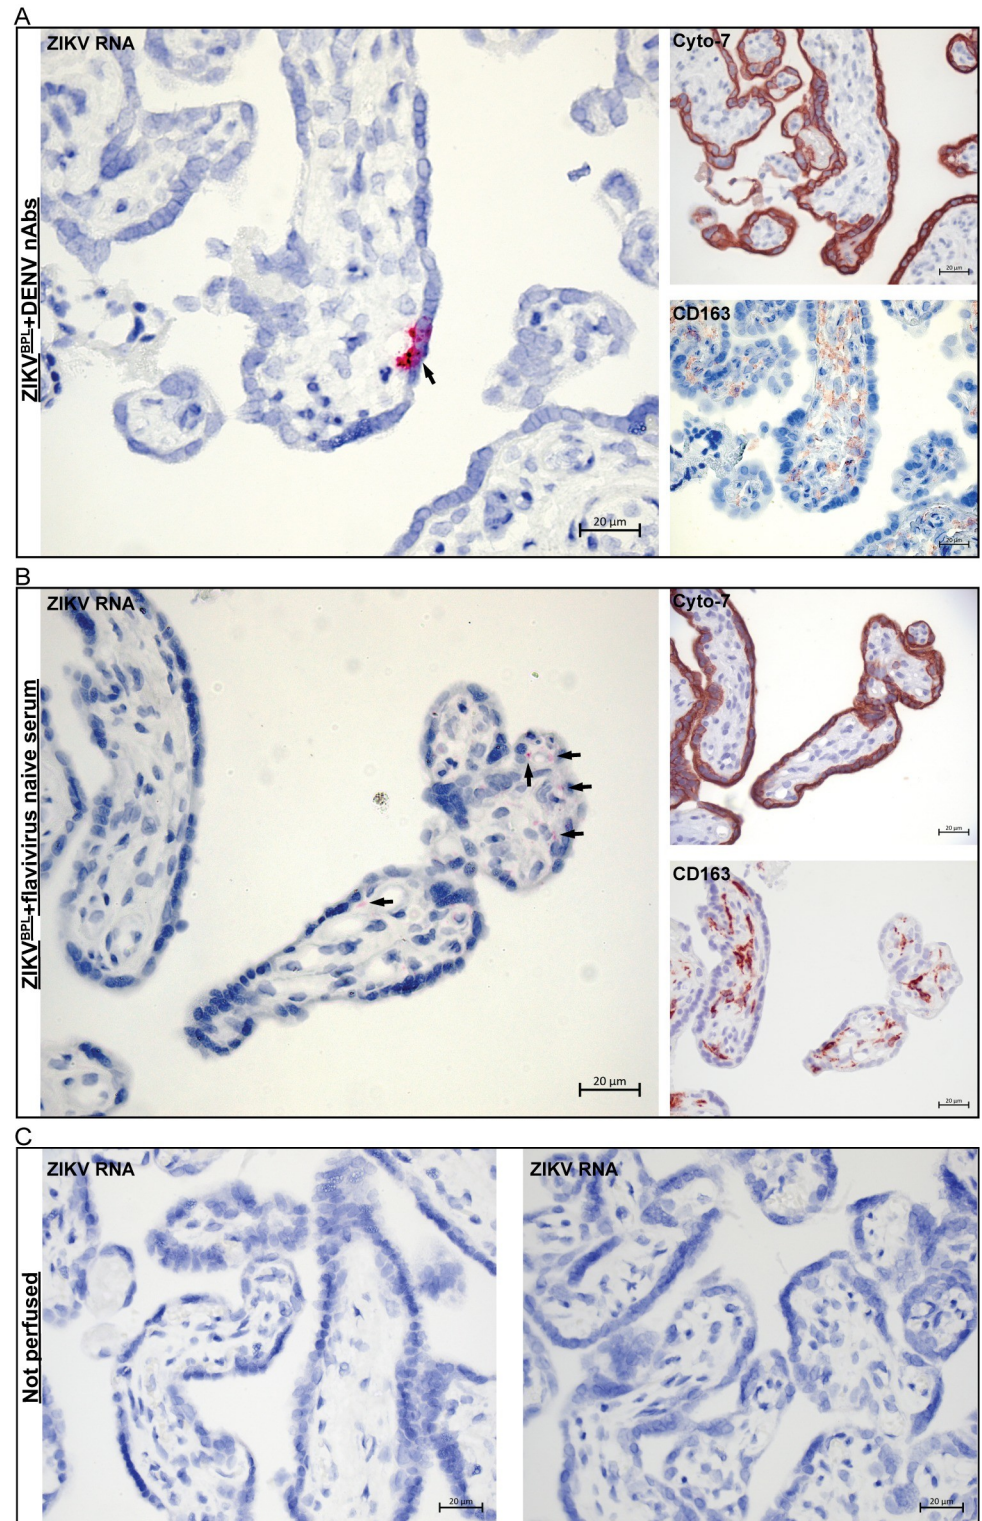 A
ZIKV RNA
Cyto-7
ZIKVBPL+DENV nAbs
20 µm
CD163
20 µm
20 µm
B
ZIKV RNA
Cyto-7
ZIKVBPL+flavivirus naive serum
20 µm
CD163
20 µm
20 µm
C
ZIKV RNA
ZIKV RNA
Not perfused
20 µm
20 µm